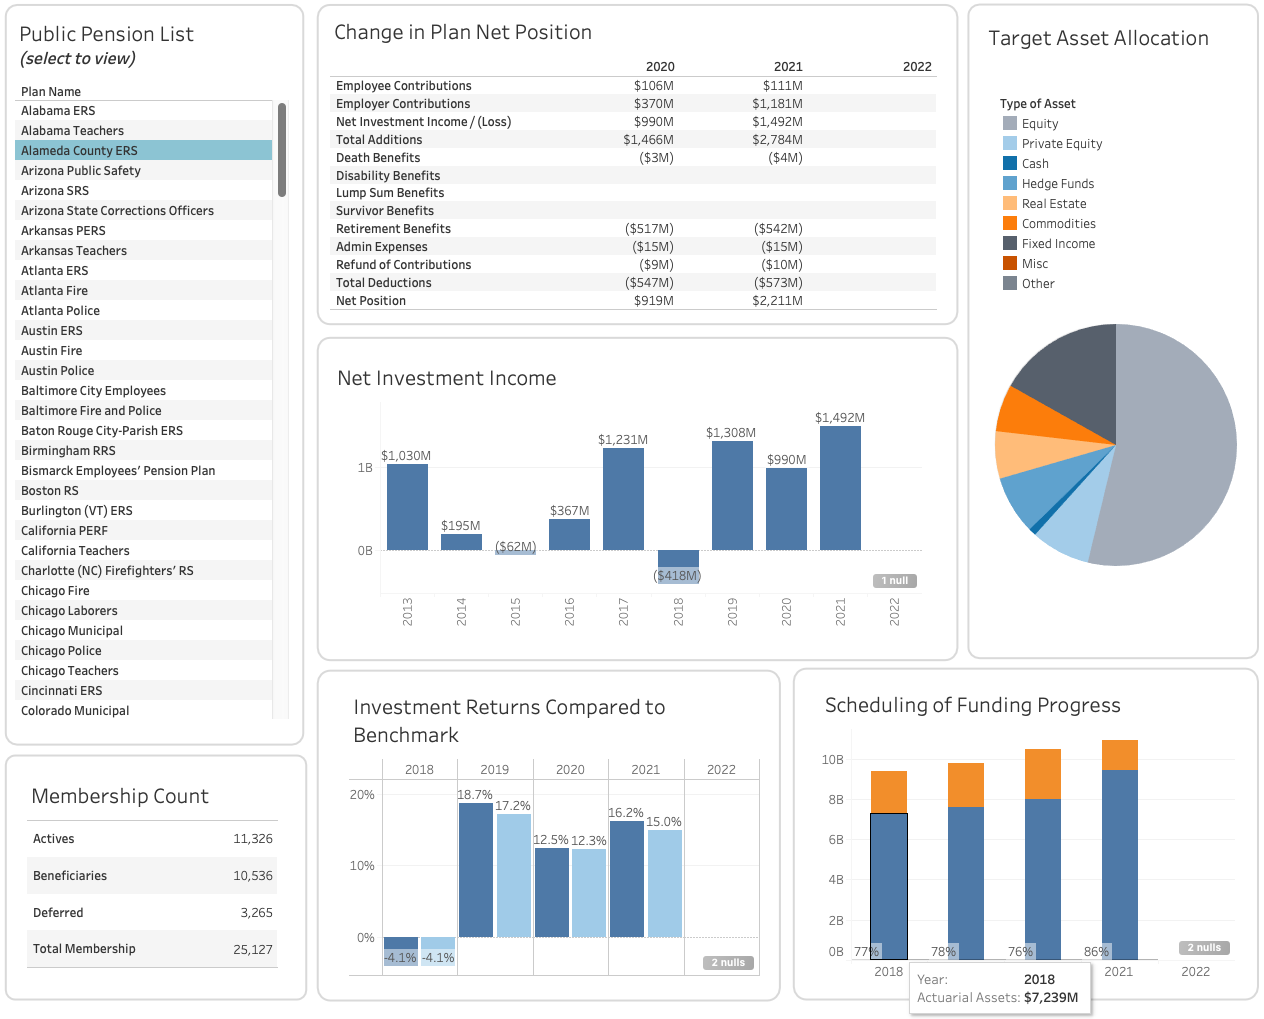 Public Pension List
(select to view)
Plan Name
Alabama ERS
Alabama Teachers
Alameda County ERS
Arizona Public Safety
Arizona SRS
Arizona State Corrections Officers
Arkansas PERS
Arkansas Teachers
Atlanta ERS
Atlanta Fire
Atlanta Police
Austin ERS
Austin Fire
Austin Police
Baltimore City Employees
Baltimore Fire and Police
Baton Rouge City-Parish ERS
Birmingham RRS
Bismarck Employees’ Pension Plan
Boston RS
Burlington (VT) ERS
California PERF
California Teachers
Charlotte (NC) Firefighters’ RS
Chicago Fire
Chicago Laborers
Chicago Municipal
Chicago Police
Chicago Teachers
Cincinnati ERS
Colorado Municipal
Membership Count
Actives 11,326
Beneficiaries 10,536
Deferred 3,265
Total Membership 25,127
Change in Plan Net Position
2020 2021 2022
Employee Contributions $106M $111M
Employer Contributions $370M $1,181M
Net Investment Income / (Loss) $990M $1,492M
Total Additions $1,466M $2,784M
Death Benefits ($3M) ($4M)
Disability Benefits
Lump Sum Benefits
Survivor Benefits
Retirement Benefits ($517M) ($542M)
Admin Expenses ($15M) ($15M)
Refund of Contributions ($9M) ($10M)
Total Deductions ($547M) ($573M)
Net Position $919M $2,211M
Net Investment Income
1B
0B
$1,030M $195M ($62M) $367M $1,231M ($418M) $1,308M $990M $1,492M
1 null
2013 2014 2015 2016 2017 2018 2019 2020 2021 2022
Investment Returns Compared to
Benchmark
2018 2019 2020 2021 2022
20%
10%
0%
-4.1% -4.1% 18.7% 17.2% 12.5% 12.3% 16.2% 15.0%
2 nulls
Target Asset Allocation
Type of Asset
Equity
Private Equity
Cash
Hedge Funds
Real Estate
Commodities
Fixed Income
Misc
Other
Scheduling of Funding Progress
10B
8B
6B
4B
2B
0B
77% 78% 76% 86%
2 nulls
2018 2021 2022
Year: 2018
Actuarial Assets: $7,239M